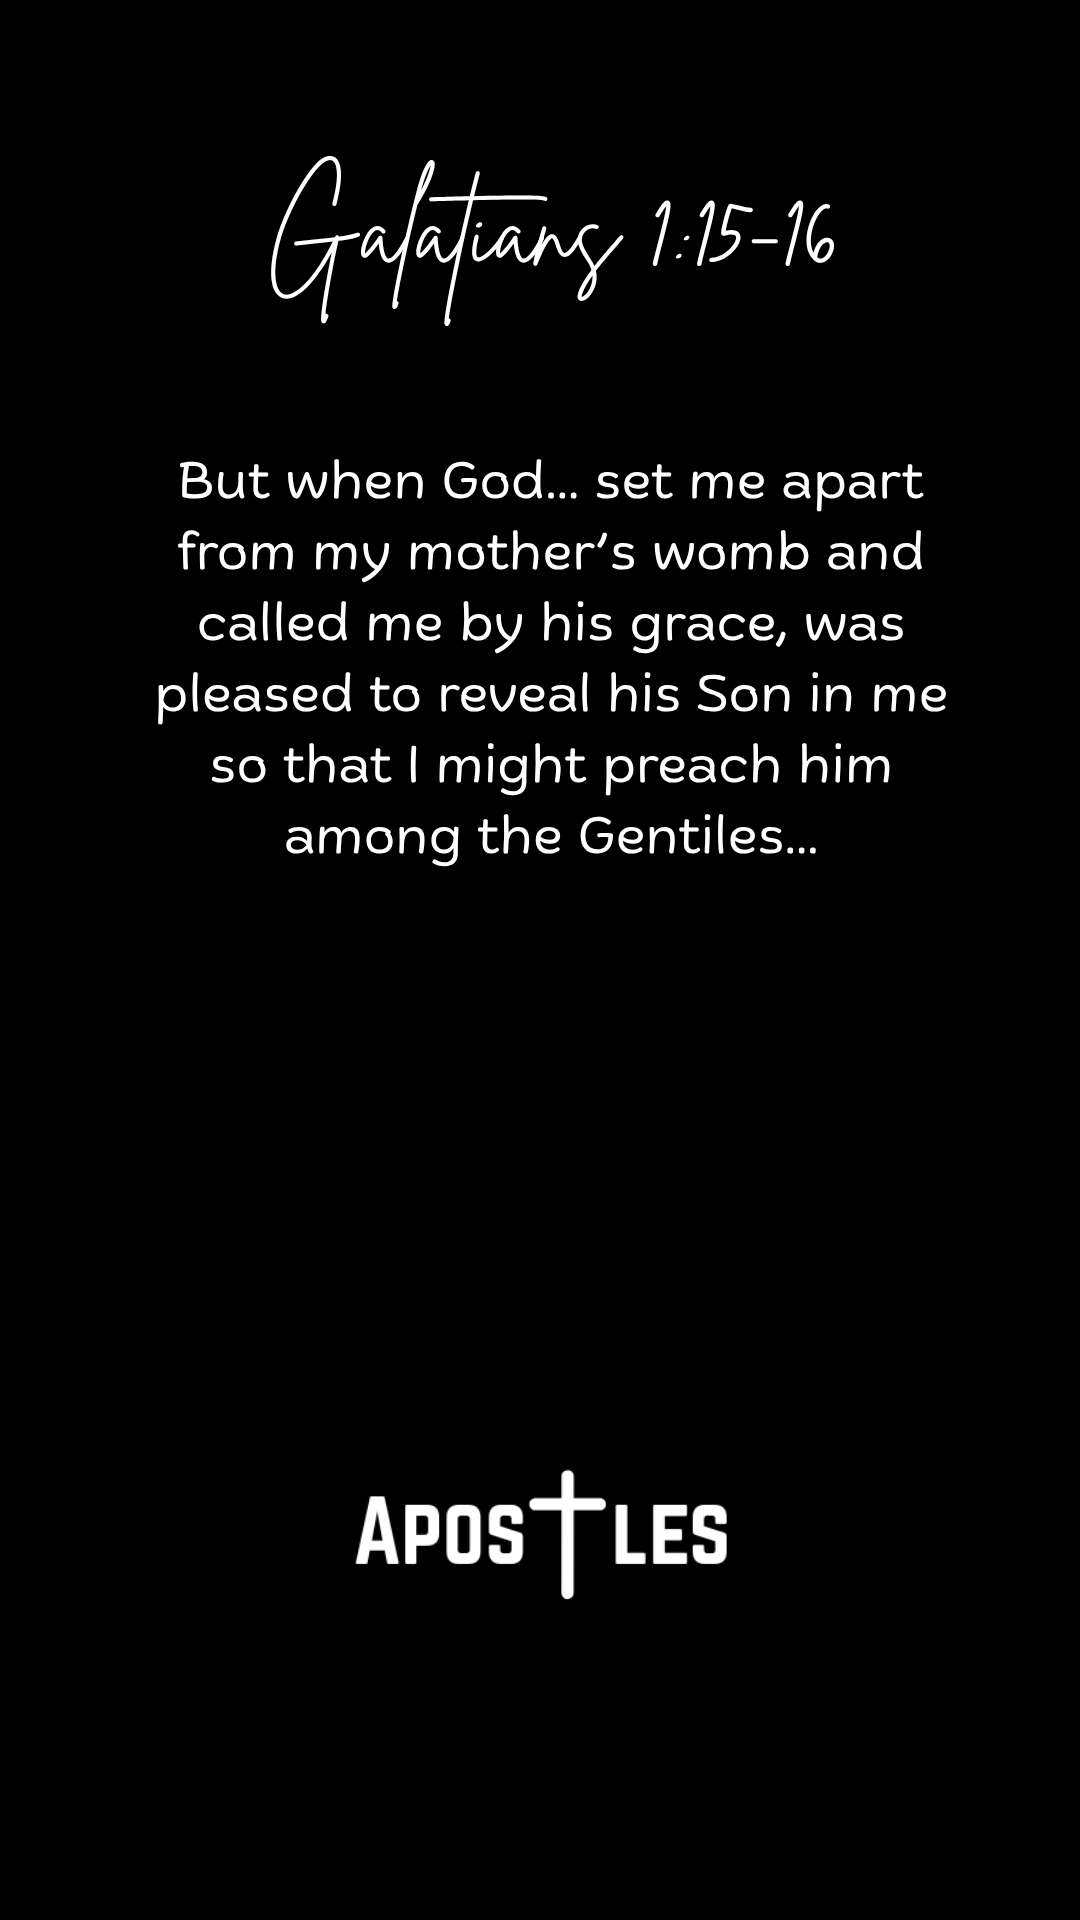 Galatians 1:15-16
But when God... set me apart
from my mother's womb and
called me by his grace, was
pleased to reveal his Son in me
so that I might preach him
among the Gentiles...
Apostles